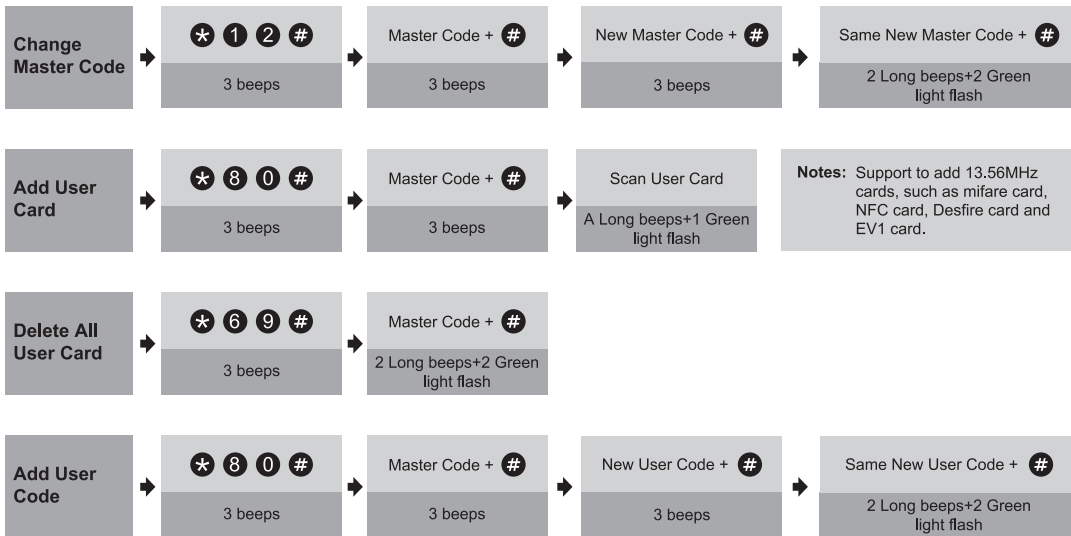 Change
Master Code
* 1 2 #
3 beeps
Master Code + #
3 beeps
New Master Code + #
3 beeps
Same New Master Code + #
2 Long beeps+2 Green
light flash
Add User
Card
* 8 0 #
3 beeps
Master Code + #
3 beeps
Scan User Card
A Long beeps+1 Green
light flash
Notes: Support to add 13.56MHz
cards, such as mifare card,
NFC card, Desfire card and
EV1 card.
Delete All
User Card
* 6 9 #
3 beeps
Master Code + #
2 Long beeps+2 Green
light flash
Add User
Code
* 8 0 #
3 beeps
Master Code + #
3 beeps
New User Code + #
3 beeps
Same New User Code + #
2 Long beeps+2 Green
light flash